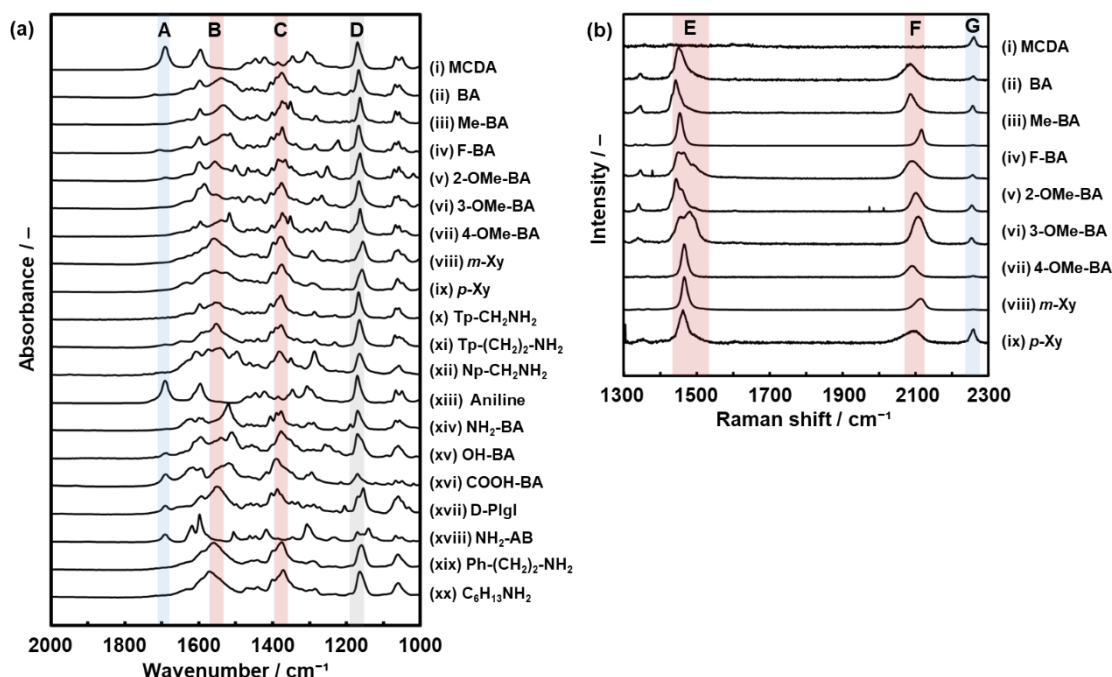 (a)
A B C D
(i) MCDA
(ii) BA
(iii) Me-BA
(iv) F-BA
(v) 2-OMe-BA
(vi) 3-OMe-BA
(vii) 4-OMe-BA
(viii) m-Xy
(ix) p-Xy
(x) Tp-CH₂NH₂
(xi) Tp-(CH₂)₂-NH₂
(xii) Np-CH₂NH₂
(xiii) Aniline
(xiv) NH₂-BA
(xv) OH-BA
(xvi) COOH-BA
(xvii) D-Plgl
(xviii) NH₂-AB
(xix) Ph-(CH₂)₂-NH₂
(xx) C₆H₁₃NH₂
Absorbance / –
2000 1800 1600 1400 1200 1000
Wavenumber / cm⁻¹
(b)
E F G
(i) MCDA
(ii) BA
(iii) Me-BA
(iv) F-BA
(v) 2-OMe-BA
(vi) 3-OMe-BA
(vii) 4-OMe-BA
(viii) m-Xy
(ix) p-Xy
Intensity / –
1300 1500 1700 1900 2100 2300
Raman shift / cm⁻¹